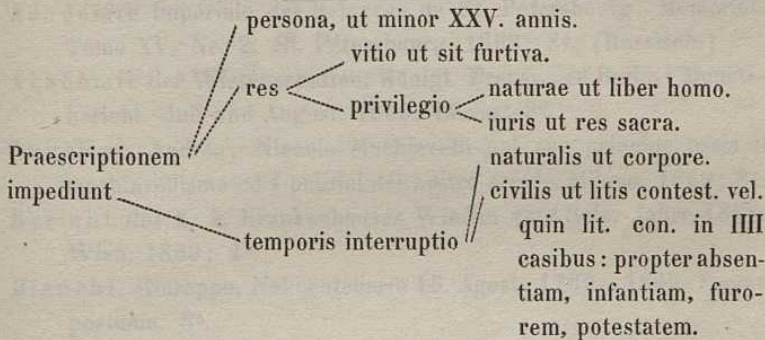 persona, ut minor XXV. annis.
vitio ut sit furtiva.
res
naturae ut liber homo.
privilegio
iuris ut res sacra.
Praescriptionem
impediunt
naturalis ut corpore.
civilis ut litis contest. vel.
temporis interruptio
quin lit. con. in IIII
casibus: propter absen-
tiam, infantiam, furo-
rem, potestatem.